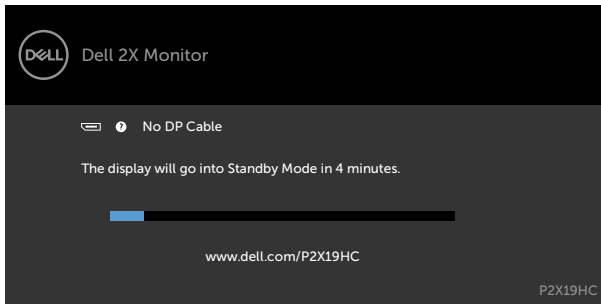 DELL
Dell 2X Monitor
? No DP Cable
The display will go into Standby Mode in 4 minutes.
www.dell.com/P2X19HC
P2X19HC